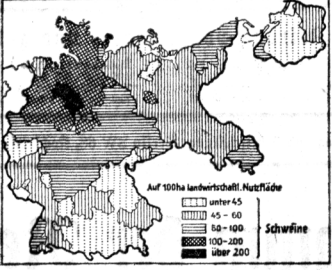 Auf 100ha landwirtschaftl. Nutzfläche
unter 45
45 - 60
60 - 100
100-200
über 200
Schweine